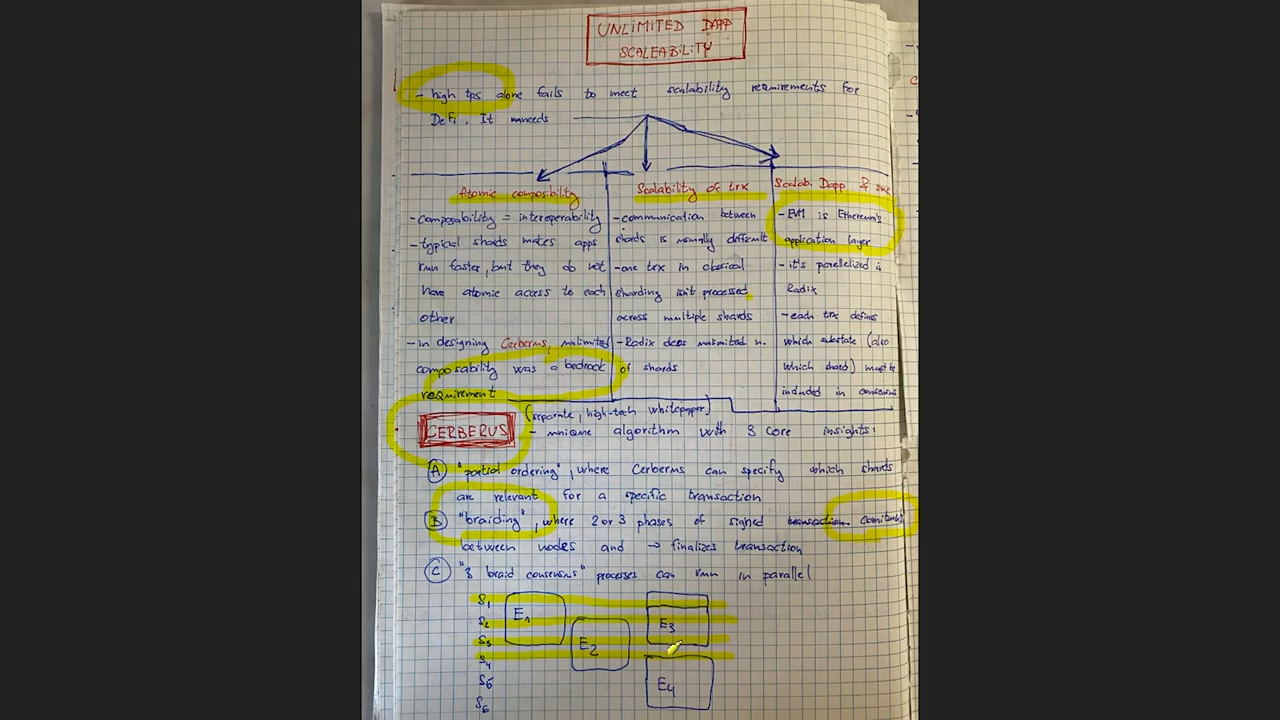 UNLIMITED DAPP
SCALEABILITY
- high tps alone fails to meet scalability requirements for
DeFi. It nneeds
Atomic composibility
- composability = interoperability
- typical shads makes apps
run faster, but they do not
have atomic access to each
other
- in designing Cerberus, unlimited
composability was a bedrock
requirement
Scalability of trx
- communication between
shards is normally difficult
- one trx in classical
sharding isn't processed
across multiple shards
- Radix does unlimited n.
of shards
Scalab. Dapp &
- EVM is Ethereum's
application layer
- it's parellelized is
Radix
- each trx defines
which substate (also
which shard) must be
included in consensus
CERBERUS
(separate, high-tech whitepaper)
- unique algorithm with 3 core insights:
A "partial ordering", where Cerberus can specify which shards
are relevant for a specific transaction
B "braiding", where 2 or 3 phases of signed transaction
between nodes and → finalizes transaction
C "3 braid consensus" processes can run in parallel
S1
S2
S3
S4
S5
S6
E1
E2
E3
E4